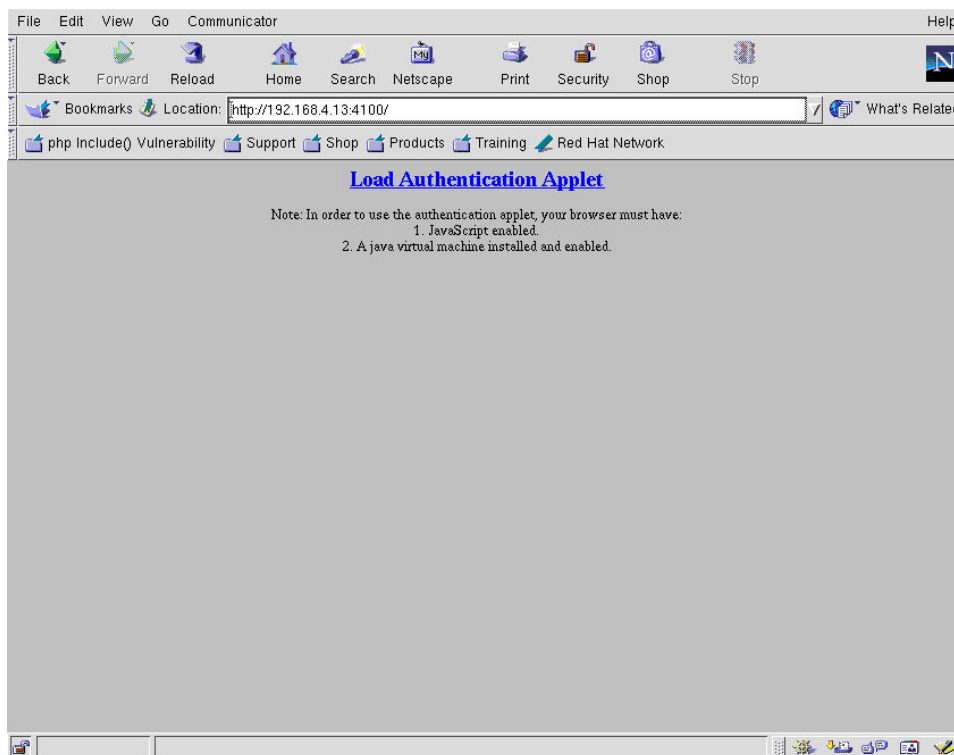 File Edit View Go Communicator Help
My N
Back Forward Reload Home Search Netscape Print Security Shop Stop
Bookmarks Location: http://192.168.4.13:4100/ What's Related
php Include() Vulnerability Support Shop Products Training Red Hat Network
Load Authentication Applet
Note: In order to use the authentication applet, your browser must have:
1. JavaScript enabled.
2. A java virtual machine installed and enabled.